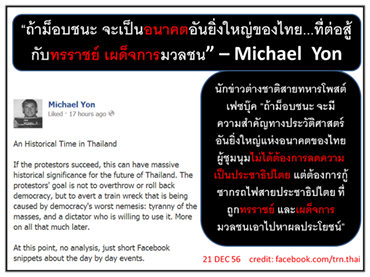 “ถ้าม็อบชนะ จะเป็นอนาคตอันยิ่งใหญ่ของไทย...ที่ต่อสู้
กับทรราชย์ เผด็จการมวลชน” – Michael Yon
Michael Yon
Liked · 17 hours ago
An Historical Time in Thailand
If the protestors succeed, this can have massive
historical significance for the future of Thailand. The
protestors' goal is not to overthrow or roll back
democracy, but to avert a train wreck that is being
caused by democracy's worst nemesis: tyranny of the
masses, and a dictator who is willing to use it. More
on all that much later.
At this point, no analysis, just short Facebook
snippets about the day by day events.
นักข่าวต่างชาติสายทหารโพสต์
เฟซบุ๊ค “ถ้าม็อบชนะ จะมี
ความสำคัญทางประวัติศาสตร์
อันยิ่งใหญ่แห่งอนาคตของไทย
ผู้ชุมนุมไม่ได้ต้องการลดความ
เป็นประชาธิปไตย แต่ต้องการกู้
ซากรถไฟสายประชาธิปไตย ที่
ถูกทรราชย์ และเผด็จการ
มวลชนเอาไปหาผลประโยชน์”
21 DEC 56 credit: facebook.com/trn.thai